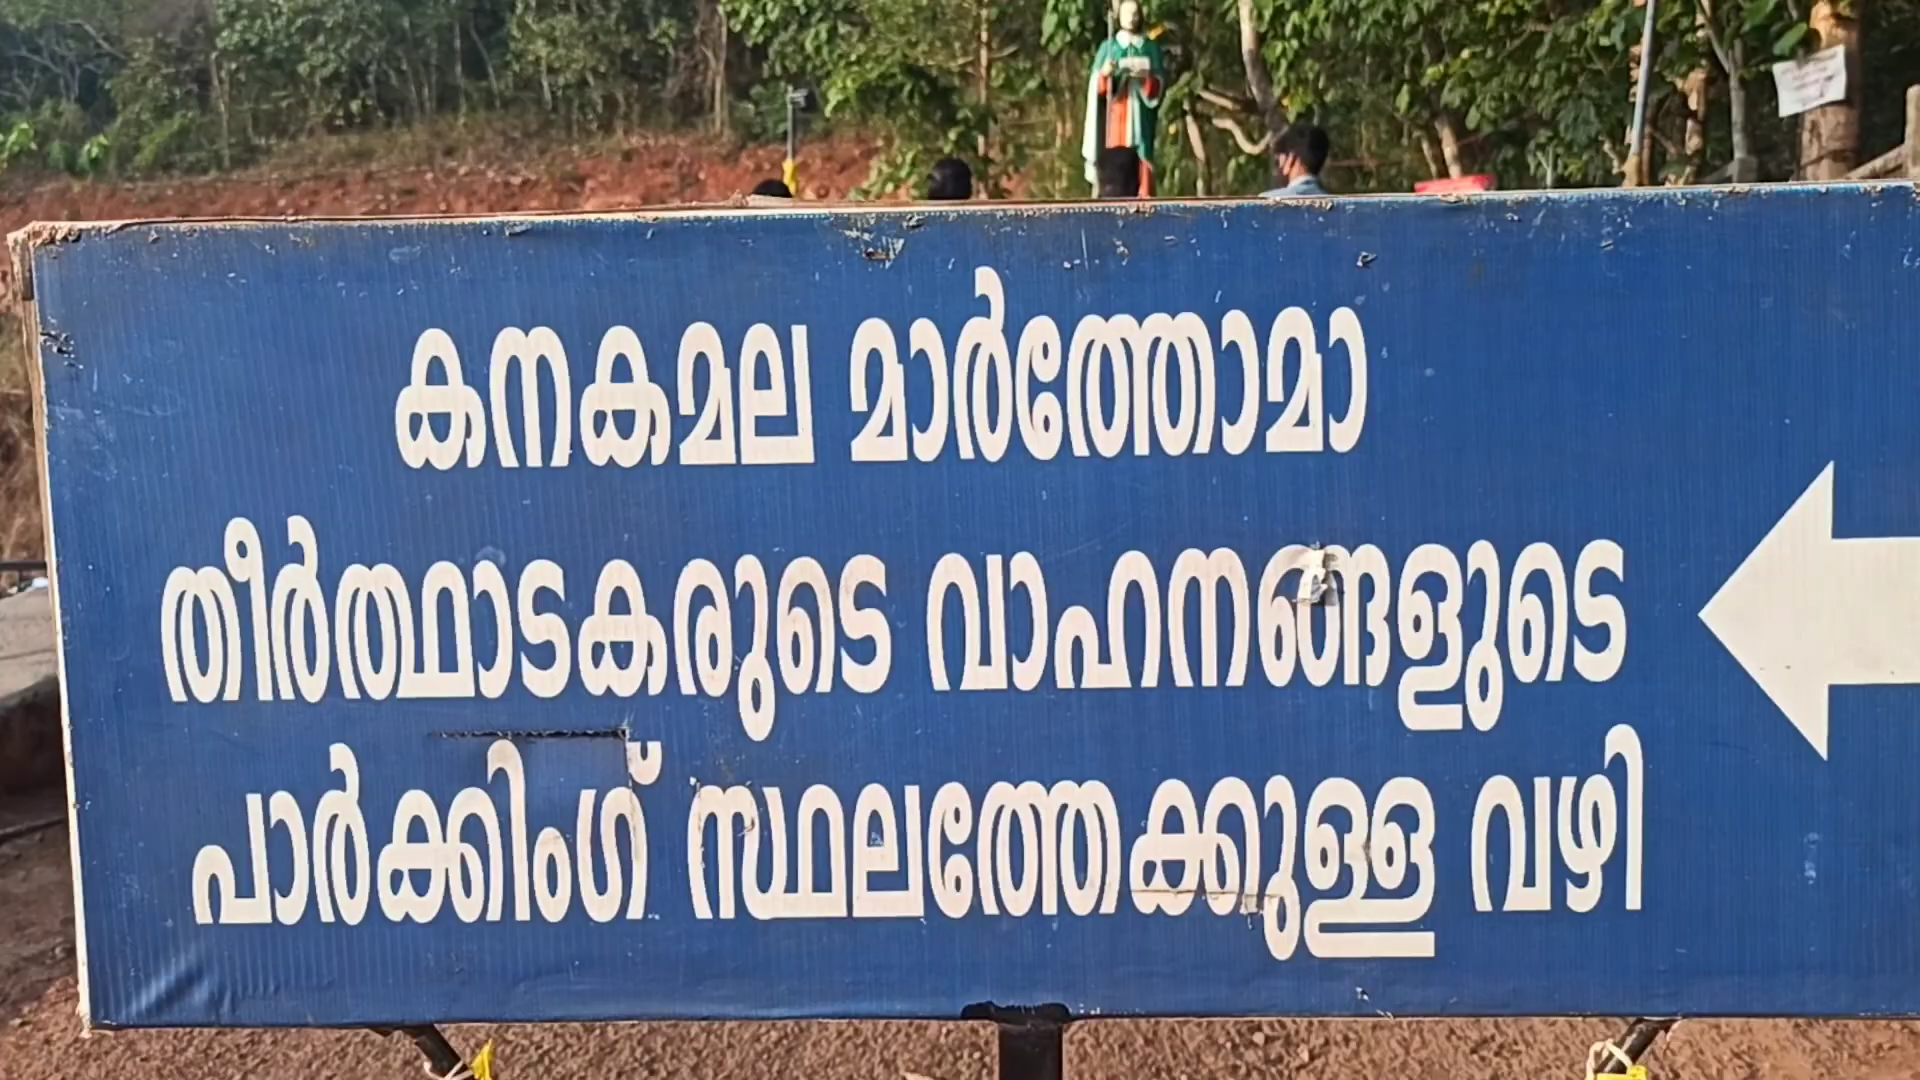 കനകമല മാർത്തോമാ
തീർത്ഥാടകരുടെ വാഹനങ്ങളുടെ
പാർക്കിംഗ് സ്ഥലത്തേക്കുള്ള വഴി